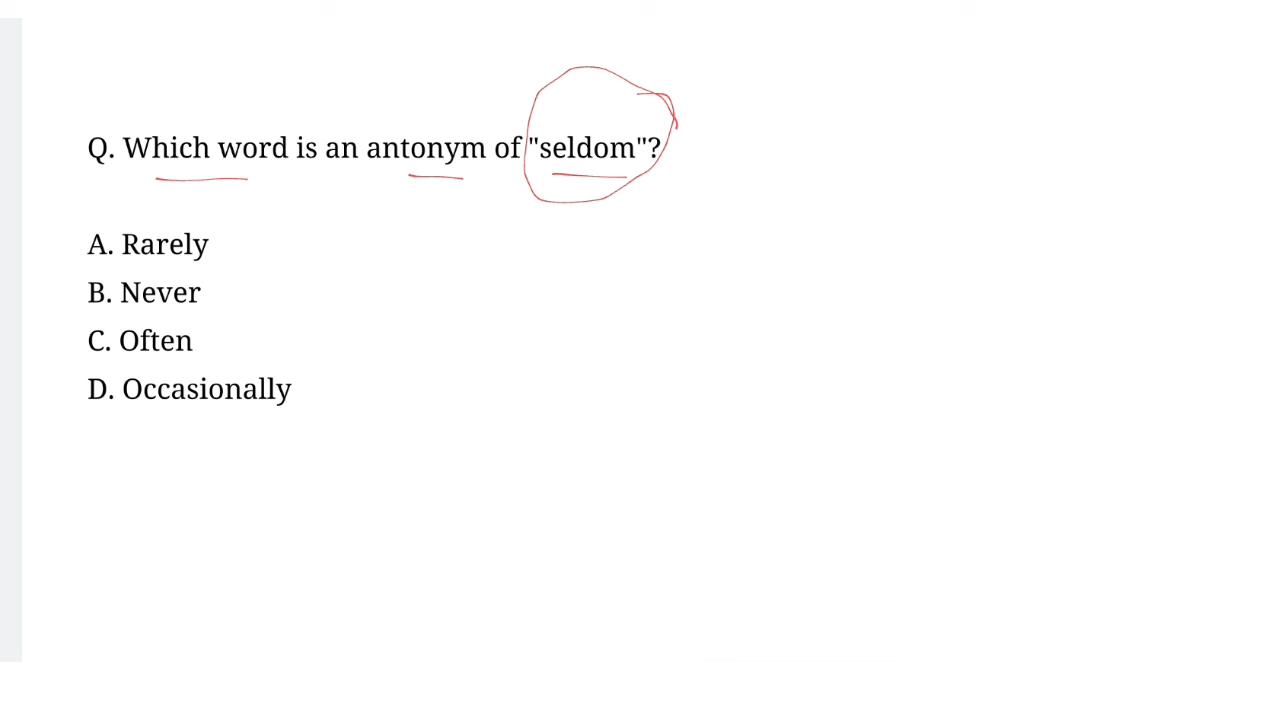 Q. Which word is an antonym of "seldom"?
A. Rarely
B. Never
C. Often
D. Occasionally